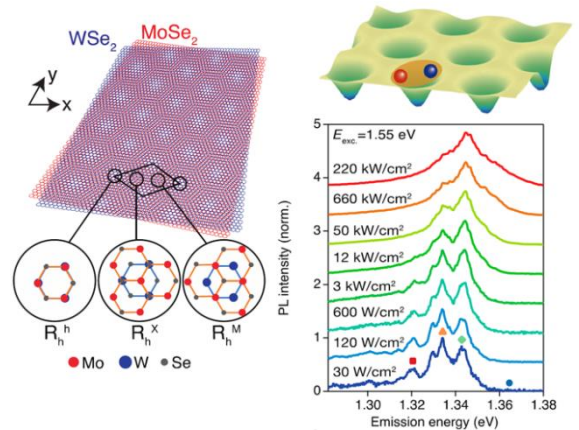 WSe2
MoSe2
y
x
Rhh
RhX
RhM
Mo W Se
PL intensity (norm.)
5
4
3
2
1
0
Eexc.=1.55 eV
220 kW/cm²
660 kW/cm²
50 kW/cm²
12 kW/cm²
3 kW/cm²
600 W/cm²
120 W/cm²
30 W/cm²
1.30 1.32 1.34 1.36 1.38
Emission energy (eV)